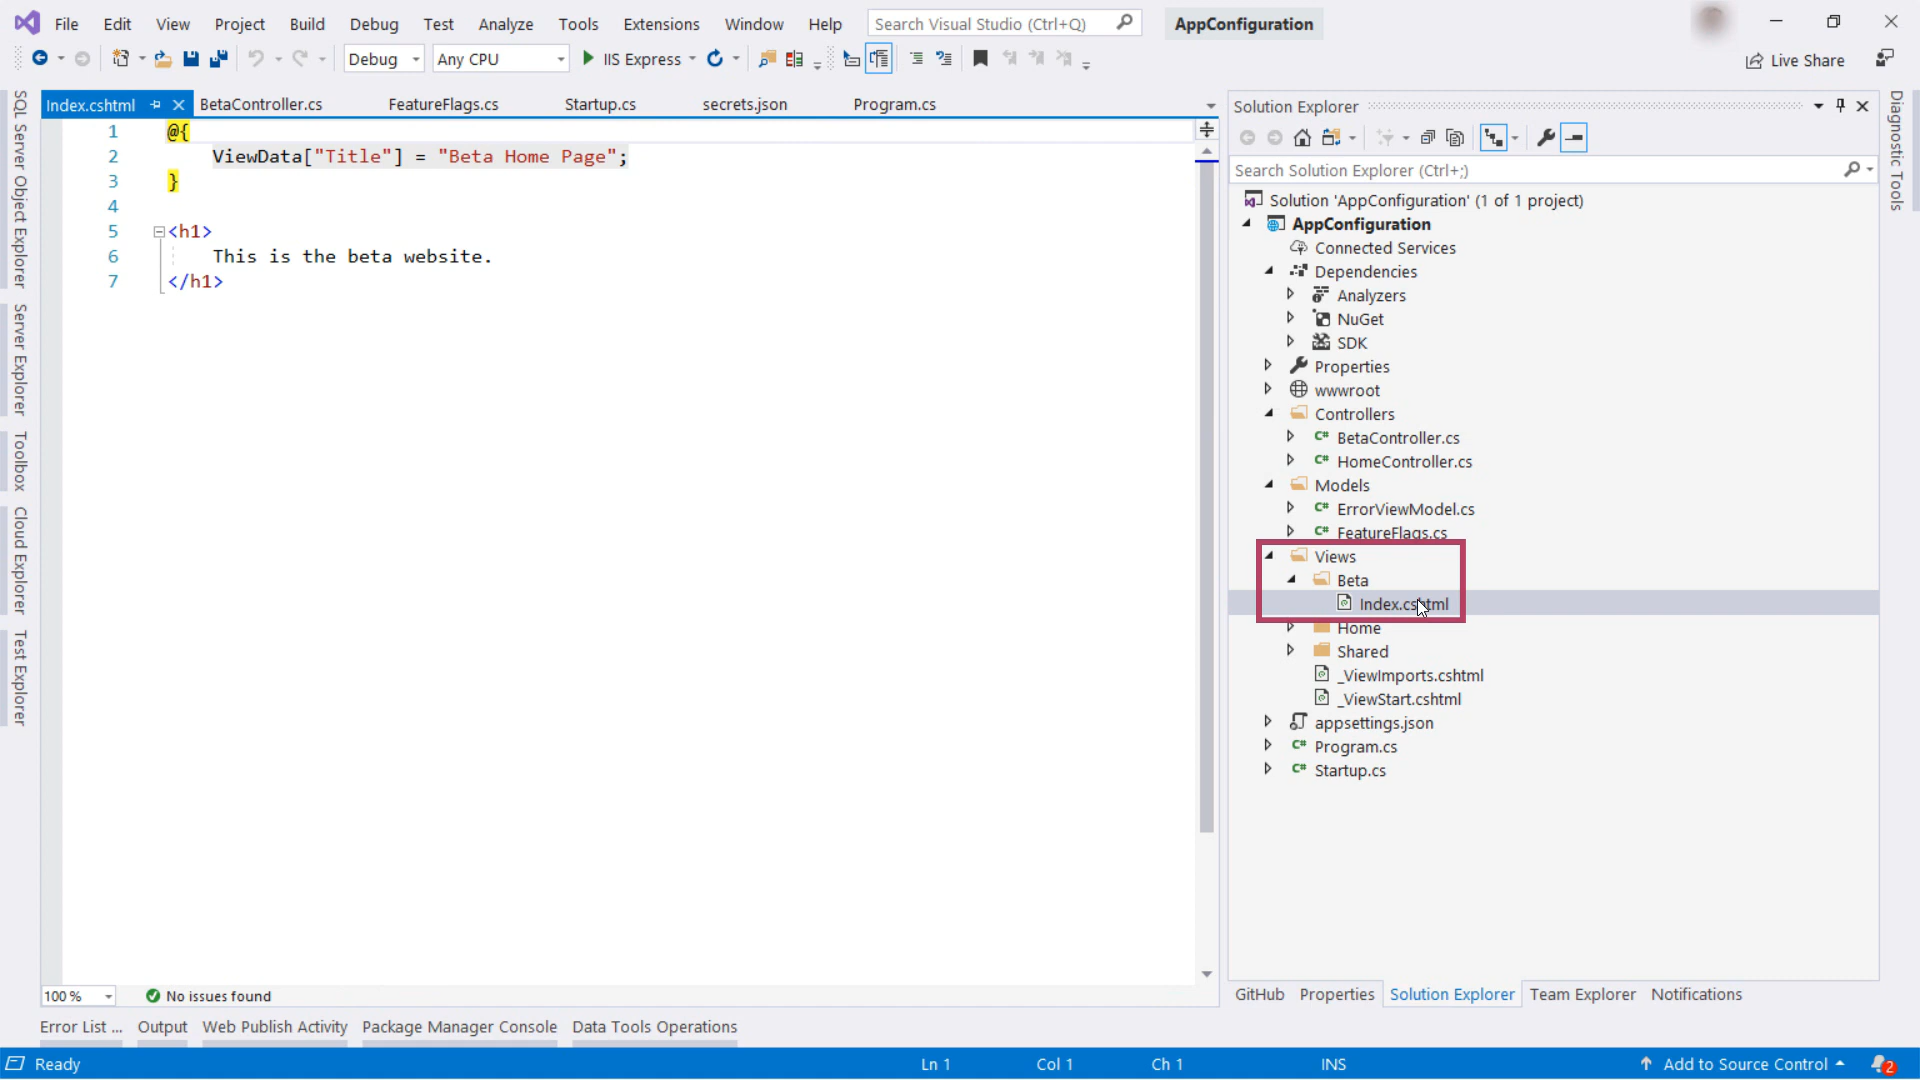 File Edit View Project Build Debug Test Analyze Tools Extensions Window Help Search Visual Studio (Ctrl+Q) AppConfiguration
Debug Any CPU IIS Express Live Share
Index.cshtml BetaController.cs FeatureFlags.cs Startup.cs secrets.json Program.cs
SQL Server Object Explorer
Server Explorer
Toolbox
Cloud Explorer
Test Explorer
1 @{
2 ViewData["Title"] = "Beta Home Page";
3 }
4
5 <h1>
6 This is the beta website.
7 </h1>
100 % No issues found
Solution Explorer
Search Solution Explorer (Ctrl+;)
Solution 'AppConfiguration' (1 of 1 project)
AppConfiguration
Connected Services
Dependencies
Analyzers
NuGet
SDK
Properties
wwwroot
Controllers
C# BetaController.cs
C# HomeController.cs
Models
C# ErrorViewModel.cs
C# FeatureFlags.cs
Views
Beta
Index.cshtml
Home
Shared
_ViewImports.cshtml
_ViewStart.cshtml
appsettings.json
C# Program.cs
C# Startup.cs
GitHub Properties Solution Explorer Team Explorer Notifications
Diagnostic Tools
Error List ... Output Web Publish Activity Package Manager Console Data Tools Operations
Ready Ln 1 Col 1 Ch 1 INS Add to Source Control 2